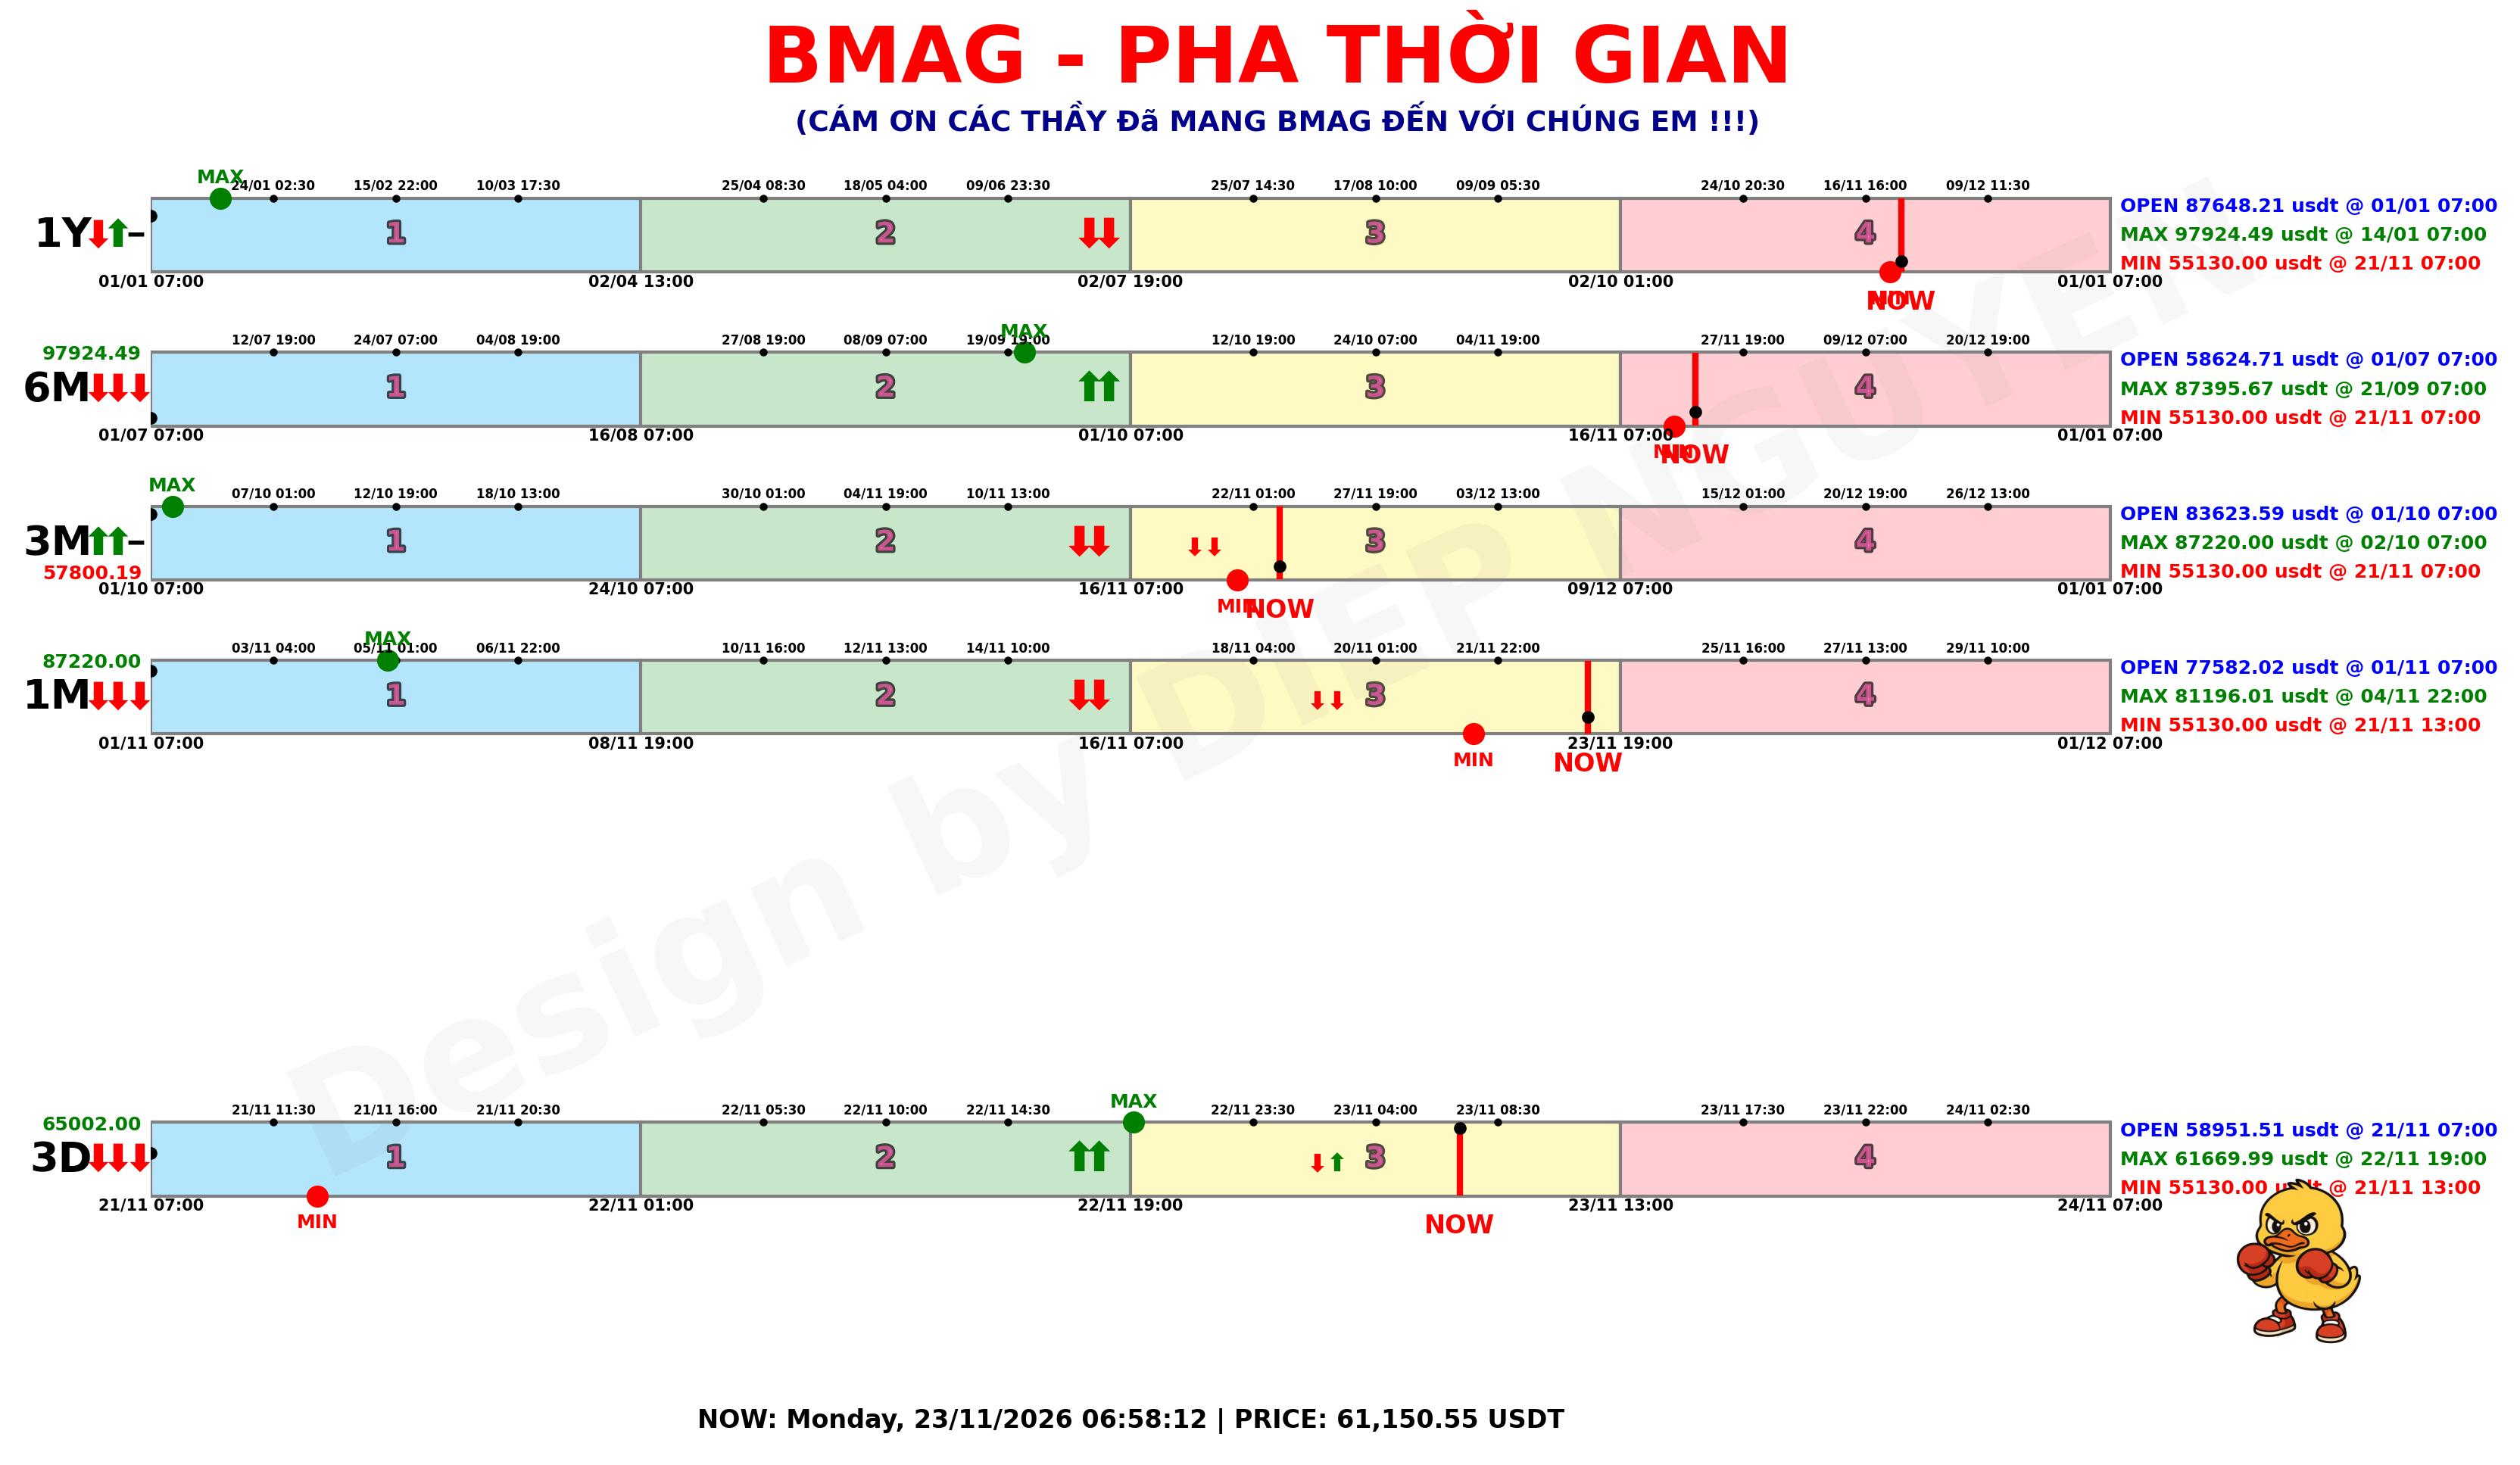 BMAG - PHA THỜI GIAN
(CÁM ƠN CÁC THẦY Đã MANG BMAG ĐẾN VỚI CHÚNG EM !!!)
MAX
24/01 02:30 15/02 22:00 10/03 17:30 25/04 08:30 18/05 04:00 09/06 23:30 25/07 14:30 17/08 10:00 09/09 05:30 24/10 20:30 16/11 16:00 09/12 11:30
OPEN 87648.21 usdt @ 01/01 07:00
1Y⬇⬆– 1 2 ⬇⬇ 3 4 MAX 97924.49 usdt @ 14/01 07:00
MIN 55130.00 usdt @ 21/11 07:00
01/01 07:00 02/04 13:00 02/07 19:00 02/10 01:00 01/01 07:00
MIN NOW
MAX
12/07 19:00 24/07 07:00 04/08 19:00 27/08 19:00 08/09 07:00 19/09 19:00 12/10 19:00 24/10 07:00 04/11 19:00 27/11 19:00 09/12 07:00 20/12 19:00
97924.49 OPEN 58624.71 usdt @ 01/07 07:00
6M⬇⬇⬇ 1 2 ⬆⬆ 3 4 MAX 87395.67 usdt @ 21/09 07:00
MIN 55130.00 usdt @ 21/11 07:00
01/07 07:00 16/08 07:00 01/10 07:00 16/11 07:00 01/01 07:00
MIN NOW
MAX
07/10 01:00 12/10 19:00 18/10 13:00 30/10 01:00 04/11 19:00 10/11 13:00 22/11 01:00 27/11 19:00 03/12 13:00 15/12 01:00 20/12 19:00 26/12 13:00
OPEN 83623.59 usdt @ 01/10 07:00
3M⬆⬆– 1 2 ⬇⬇ ⬇⬇ 3 4 MAX 87220.00 usdt @ 02/10 07:00
57800.19 MIN 55130.00 usdt @ 21/11 07:00
01/10 07:00 24/10 07:00 16/11 07:00 09/12 07:00 01/01 07:00
MIN NOW
MAX
03/11 04:00 05/11 01:00 06/11 22:00 10/11 16:00 12/11 13:00 14/11 10:00 18/11 04:00 20/11 01:00 21/11 22:00 25/11 16:00 27/11 13:00 29/11 10:00
87220.00 OPEN 77582.02 usdt @ 01/11 07:00
1M⬇⬇⬇ 1 2 ⬇⬇ ⬇⬇ 3 4 MAX 81196.01 usdt @ 04/11 22:00
MIN 55130.00 usdt @ 21/11 13:00
01/11 07:00 08/11 19:00 16/11 07:00 23/11 19:00 01/12 07:00
MIN NOW
Design by DIEP NGUYEN
MAX
21/11 11:30 21/11 16:00 21/11 20:30 22/11 05:30 22/11 10:00 22/11 14:30 22/11 23:30 23/11 04:00 23/11 08:30 23/11 17:30 23/11 22:00 24/11 02:30
65002.00 OPEN 58951.51 usdt @ 21/11 07:00
3D⬇⬇⬇ 1 2 ⬆⬆ ⬇⬆ 3 4 MAX 61669.99 usdt @ 22/11 19:00
MIN 55130.00 usdt @ 21/11 13:00
21/11 07:00 22/11 01:00 22/11 19:00 23/11 13:00 24/11 07:00
MIN NOW
NOW: Monday, 23/11/2026 06:58:12 | PRICE: 61,150.55 USDT